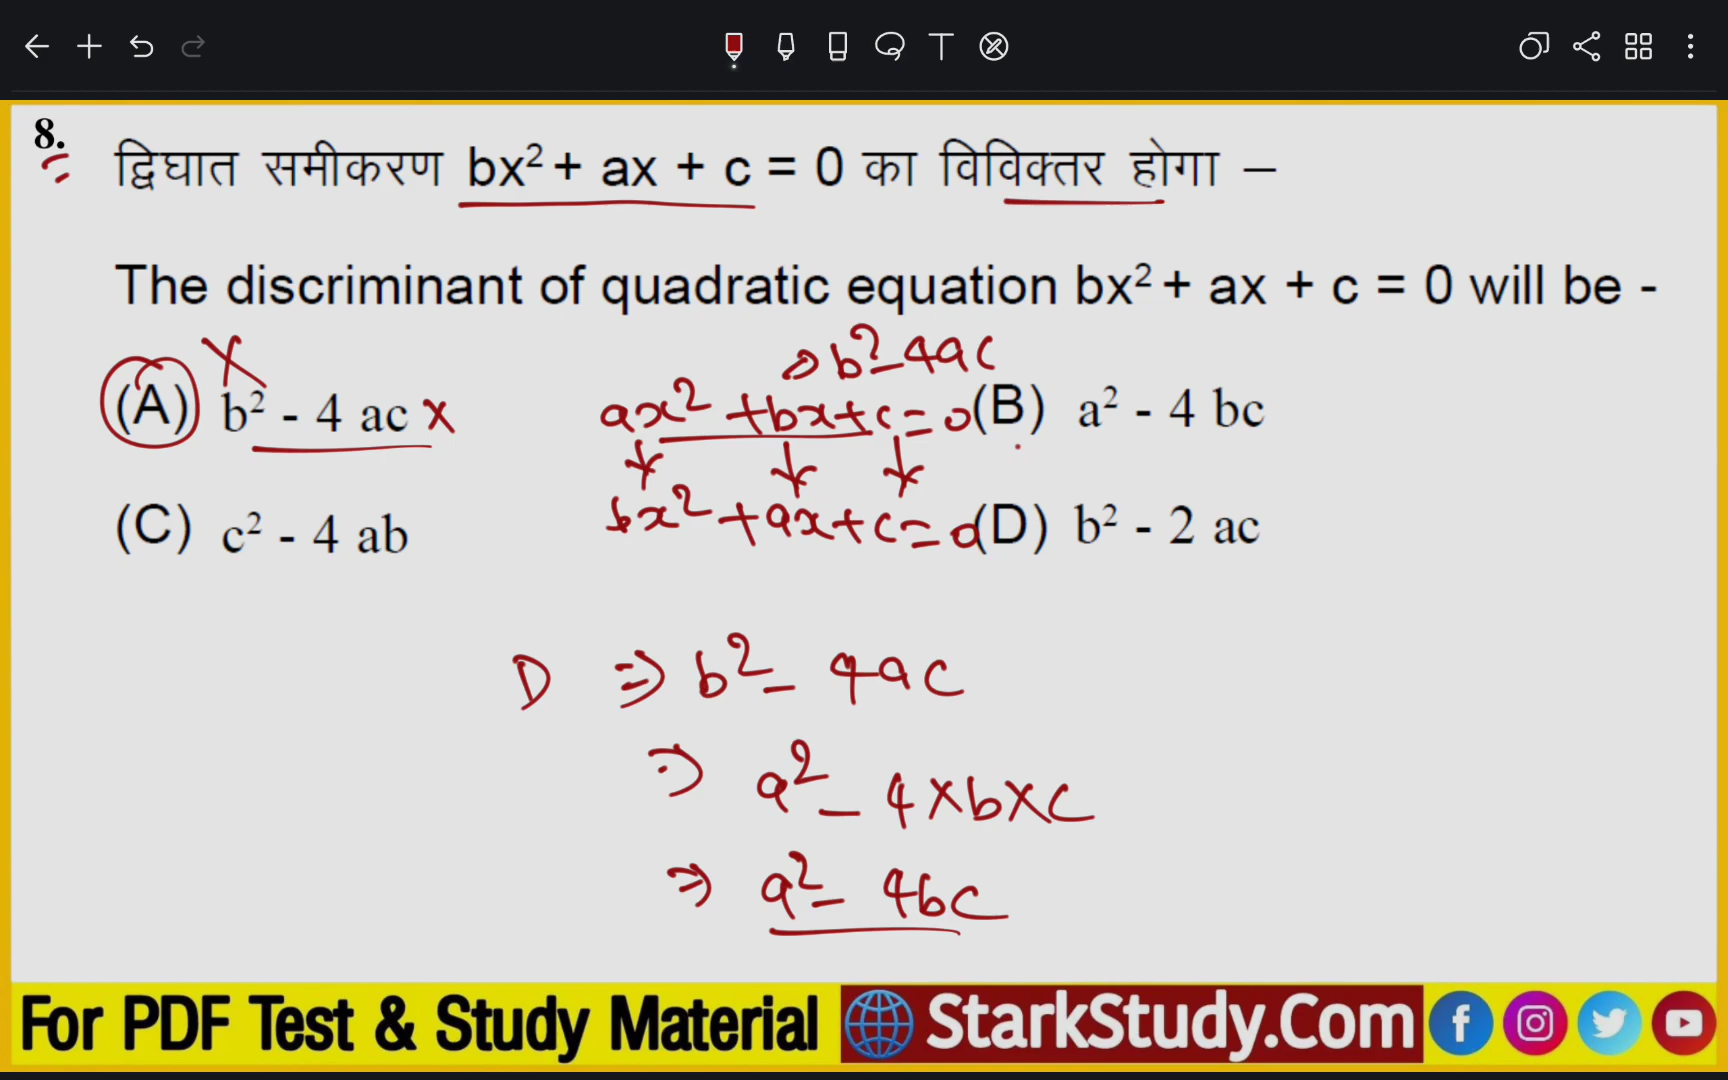 8.
द्विघात समीकरण bx² + ax + c = 0 का विविक्तर होगा –
The discriminant of quadratic equation bx² + ax + c = 0 will be -
b² - 4ac
(A) b² - 4 ac x
ax² + bx + c = 0
(B) a² - 4 bc
(C) c² - 4 ab
bx² + ax + c = 0
(D) b² - 2 ac
D ⇒ b² - 4ac
⇒ a² - 4×b×c
⇒ a² - 4bc
For PDF Test & Study Material StarkStudy.Com